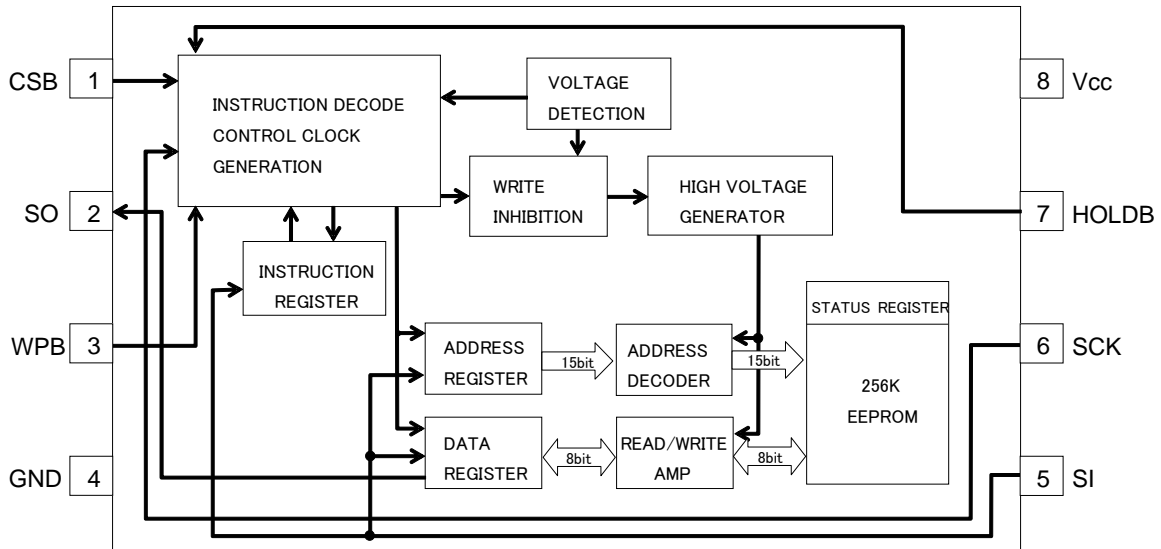 CSB 1
INSTRUCTION DECODE
CONTROL CLOCK
GENERATION
VOLTAGE
DETECTION
8 Vcc
WRITE
INHIBITION
HIGH VOLTAGE
GENERATOR
SO 2
7 HOLDB
INSTRUCTION
REGISTER
STATUS REGISTER
WPB 3
ADDRESS
REGISTER
15bit
ADDRESS
DECODER
15bit
6 SCK
256K
EEPROM
DATA
REGISTER
8bit
READ/WRITE
AMP
8bit
GND 4
5 SI